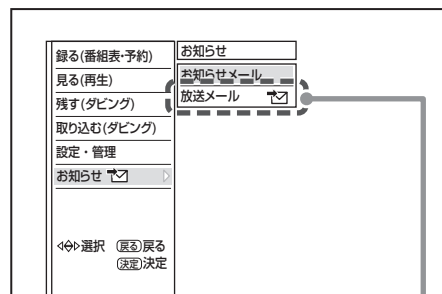 録る(番組表･予約)
見る(再生)
残す(ダビング)
取り込む(ダビング)
設定・管理
お知らせ
選択 戻る 戻る
決定 決定
お知らせ
お知らせメール
放送メール